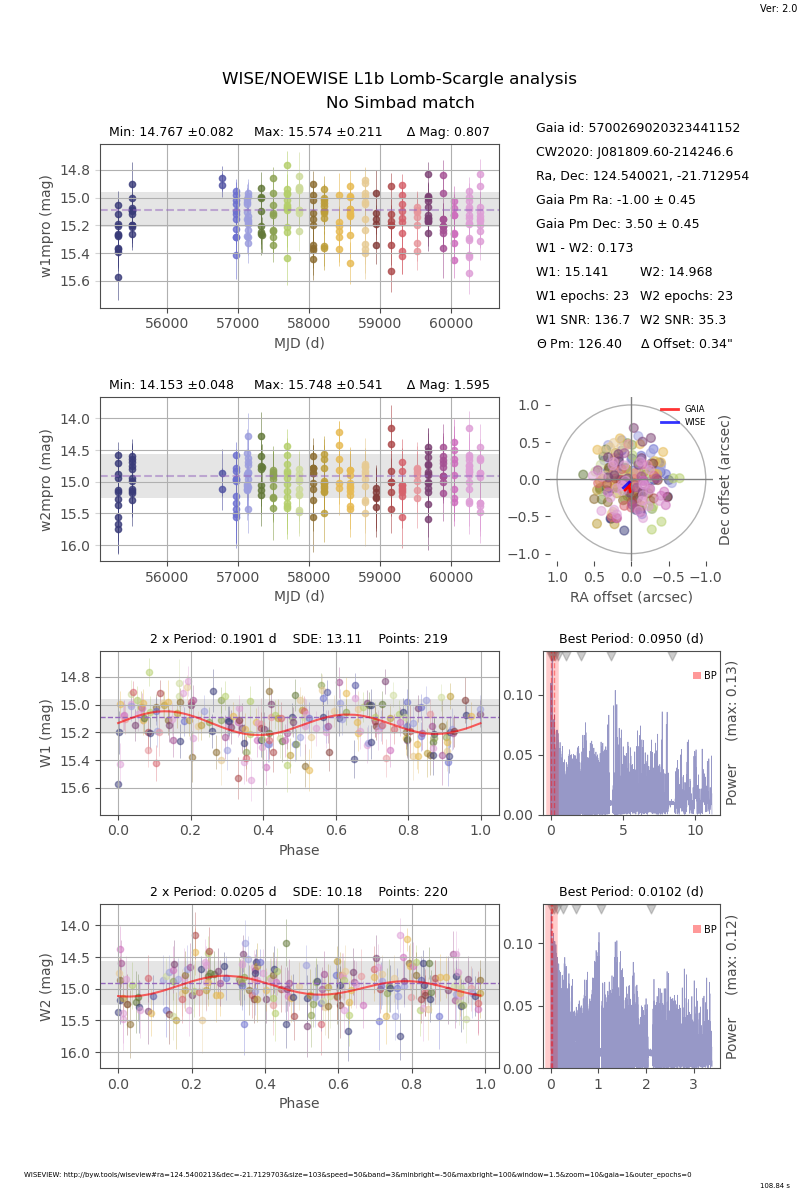 Ver: 2.0
WISE/NOEWISE L1b Lomb-Scargle analysis
No Simbad match
Min: 14.767 ±0.082 Max: 15.574 ±0.211 Δ Mag: 0.807
14.8
15.0
15.2
15.4
15.6
w1mpro (mag)
56000 57000 58000 59000 60000
MJD (d)
Gaia id: 5700269020323441152
CW2020: J081809.60-214246.6
Ra, Dec: 124.540021, -21.712954
Gaia Pm Ra: -1.00 ± 0.45
Gaia Pm Dec: 3.50 ± 0.45
W1 - W2: 0.173
W1: 15.141 W2: 14.968
W1 epochs: 23 W2 epochs: 23
W1 SNR: 136.7 W2 SNR: 35.3
Θ Pm: 126.40 Δ Offset: 0.34"
Min: 14.153 ±0.048 Max: 15.748 ±0.541 Δ Mag: 1.595
14.0
14.5
15.0
15.5
16.0
w2mpro (mag)
56000 57000 58000 59000 60000
MJD (d)
1.0
0.5
0.0
−0.5
−1.0
GAIA
WISE
Dec offset (arcsec)
1.0 0.5 0.0 −0.5 −1.0
RA offset (arcsec)
2 x Period: 0.1901 d SDE: 13.11 Points: 219
14.8
15.0
15.2
15.4
15.6
W1 (mag)
0.0 0.2 0.4 0.6 0.8 1.0
Phase
Best Period: 0.0950 (d)
0.10
0.05
0.00
BP
Power (max: 0.13)
0 5 10
2 x Period: 0.0205 d SDE: 10.18 Points: 220
14.0
14.5
15.0
15.5
16.0
W2 (mag)
0.0 0.2 0.4 0.6 0.8 1.0
Phase
Best Period: 0.0102 (d)
0.10
0.05
0.00
BP
Power (max: 0.12)
0 1 2 3
WISEVIEW: http://byw.tools/wiseview#ra=124.5400213&dec=-21.7129703&size=103&speed=50&band=3&minbright=-50&maxbright=100&window=1.5&zoom=10&gaia=1&outer_epochs=0
108.84 s